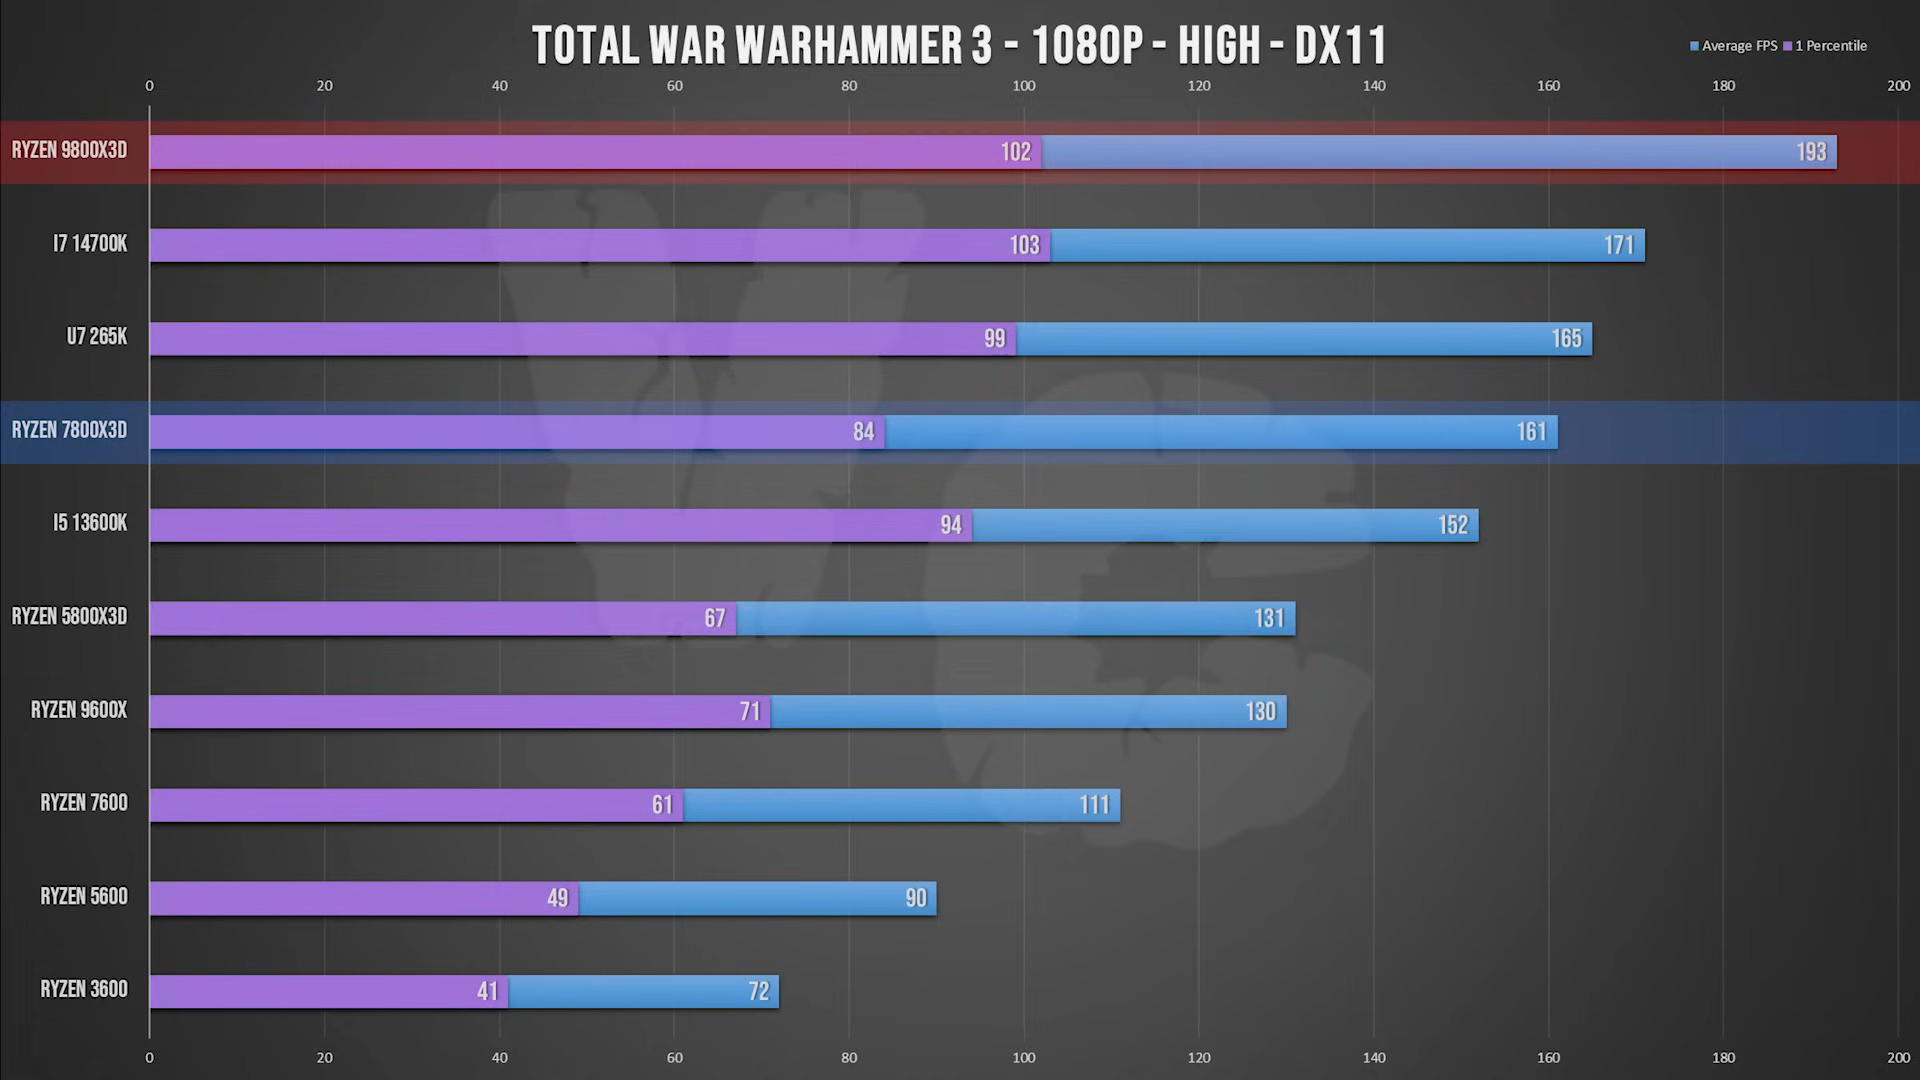 TOTAL WAR WARHAMMER 3 - 1080P - HIGH - DX11
Average FPS 1 Percentile
0 20 40 60 80 100 120 140 160 180 200
RYZEN 9800X3D 102 193
I7 14700K 103 171
U7 265K 99 165
RYZEN 7800X3D 84 161
I5 13600K 94 152
RYZEN 5800X3D 67 131
RYZEN 9600X 71 130
RYZEN 7600 61 111
RYZEN 5600 49 90
RYZEN 3600 41 72
0 20 40 60 80 100 120 140 160 180 200